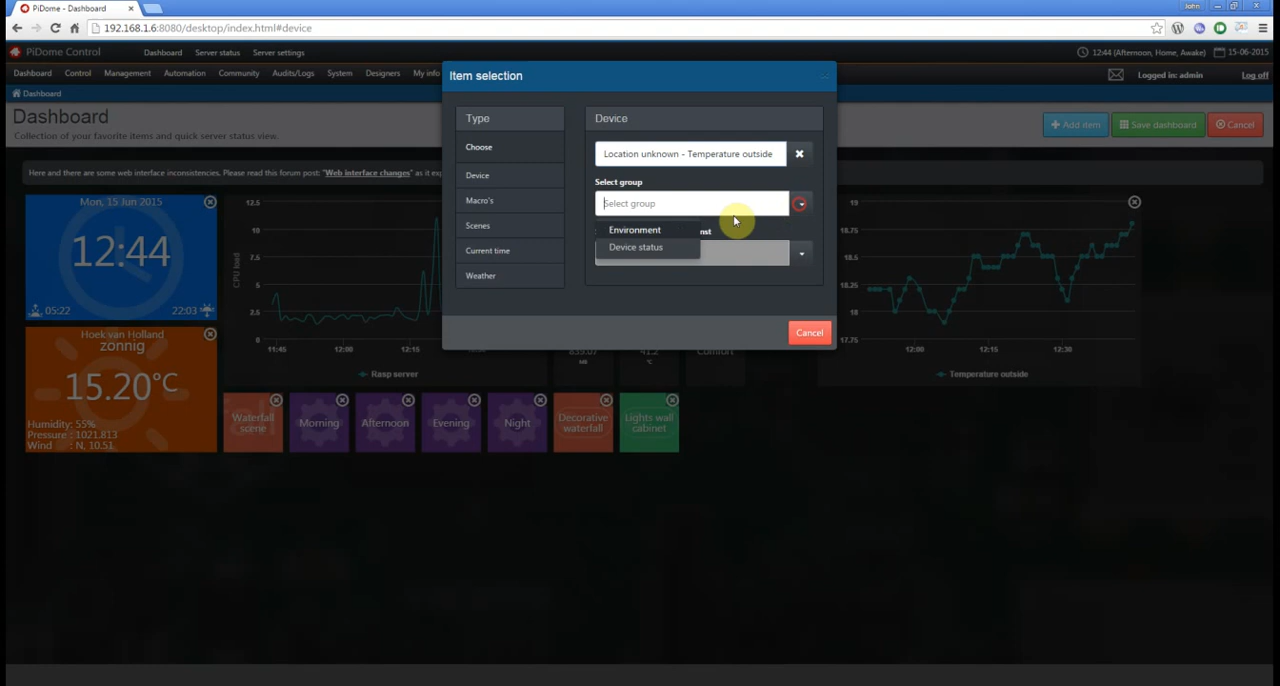 PiDome - Dashboard
John
192.168.1.6:8080/desktop/index.html#device
PiDome Control
Dashboard
Server status
Server settings
12:44 (Afternoon, Home, Awake)
15-06-2015
Dashboard
Control
Management
Automation
Community
Audits/Logs
System
Designers
My info
Logged in: admin
Log off
Dashboard
Dashboard
Collection of your favorite items and quick server status view.
Add item
Save dashboard
Cancel
Here and there are some web interface inconsistencies. Please read this forum post: "Web interface changes" as it exp
Item selection
Type
Choose
Device
Macro's
Scenes
Current time
Weather
Device
Location unknown - Temperature outside
Select group
Select group
Environment
Device status
nst
Cancel
Mon, 15 Jun 2015
12:44
05:22
22:03
Hoek van Holland
zonnig
15.20°C
Humidity: 55%
Pressure : 1021.813
Wind : N, 10.51
CPU load
12.5
10
7.5
5
2.5
0
11:45
12:00
12:15
Rasp server
41.2
°C
Comfort
19
18.75
18.5
18.25
18
17.75
12:00
12:15
12:30
Temperature outside
Waterfall scene
Morning
Afternoon
Evening
Night
Decorative waterfall
Lights wall cabinet